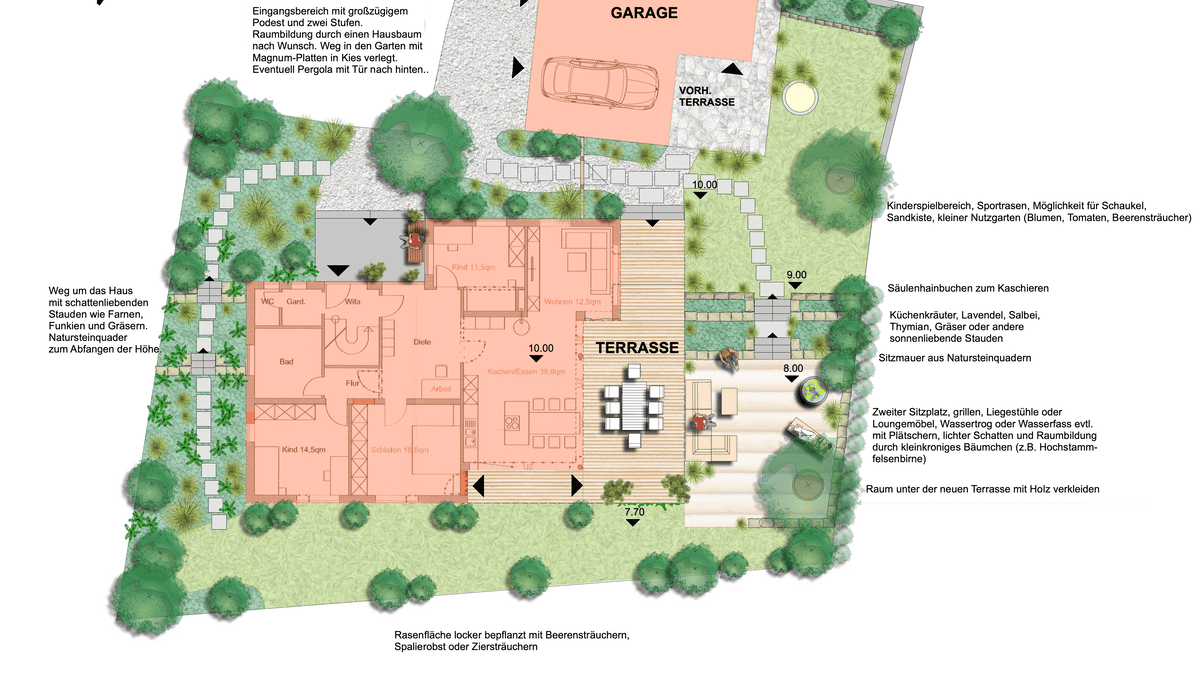 Eingangsbereich mit großzügigem
Podest und zwei Stufen.
Raumbildung durch einen Hausbaum
nach Wunsch. Weg in den Garten mit
Magnum-Platten in Kies verlegt.
Eventuell Pergola mit Tür nach hinten..
GARAGE
VORH.
TERRASSE
10.00
Kinderspielbereich, Sportrasen, Möglichkeit für Schaukel,
Sandkiste, kleiner Nutzgarten (Blumen, Tomaten, Beerensträucher)
9.00
Säulenhainbuchen zum Kaschieren
Küchenkräuter, Lavendel, Salbei,
Thymian, Gräser oder andere
sonnenliebende Stauden
Sitzmauer aus Natursteinquadern
8.00
Weg um das Haus
mit schattenliebenden
Stauden wie Farnen,
Funkien und Gräsern.
Natursteinquader
zum Abfangen der Höhe.
Kind 11,5qm
Wohnen 12,5qm
WC
Gard.
Wifa
Diele
10.00
TERRASSE
Bad
Kochen/Essen 39,0qm
Flur
Arbeit
Kind 14,5qm
Schlafen
Zweiter Sitzplatz, grillen, Liegestühle oder
Loungemöbel, Wassertrog oder Wasserfass evtl.
mit Plätschern, lichter Schatten und Raumbildung
durch kleinkroniges Bäumchen (z.B. Hochstamm-
felsenbirne)
Raum unter der neuen Terrasse mit Holz verkleiden
UZ
7.70
Rasenfläche locker bepflanzt mit Beerensträuchern,
Spalierobst oder Ziersträuchern